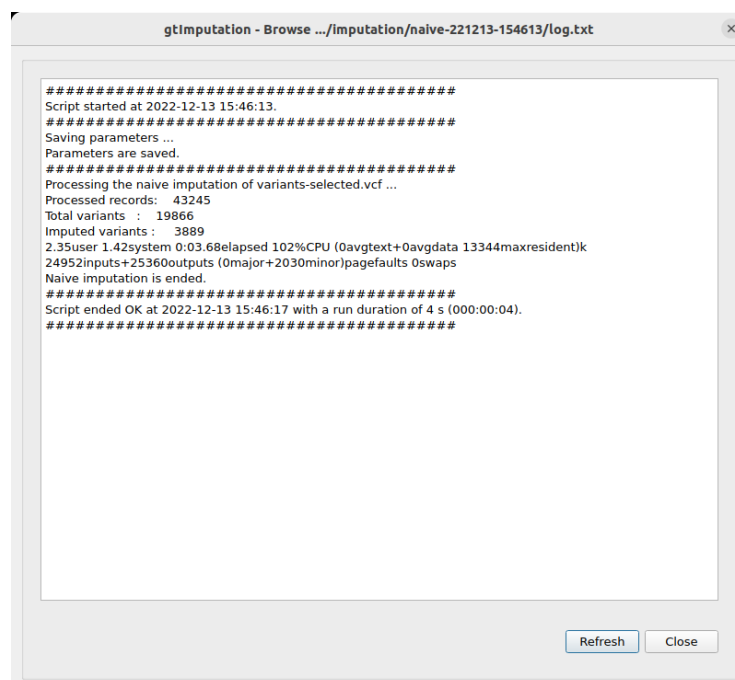 gtImputation - Browse .../imputation/naive-221213-154613/log.txt
#########################################
Script started at 2022-12-13 15:46:13.
#########################################
Saving parameters ...
Parameters are saved.
#########################################
Processing the naive imputation of variants-selected.vcf ...
Processed records: 43245
Total variants : 19866
Imputed variants : 3889
2.35user 1.42system 0:03.68elapsed 102%CPU (0avgtext+0avgdata 13344maxresident)k
24952inputs+25360outputs (0major+2030minor)pagefaults 0swaps
Naive imputation is ended.
#########################################
Script ended OK at 2022-12-13 15:46:17 with a run duration of 4 s (000:00:04).
#########################################
Refresh Close